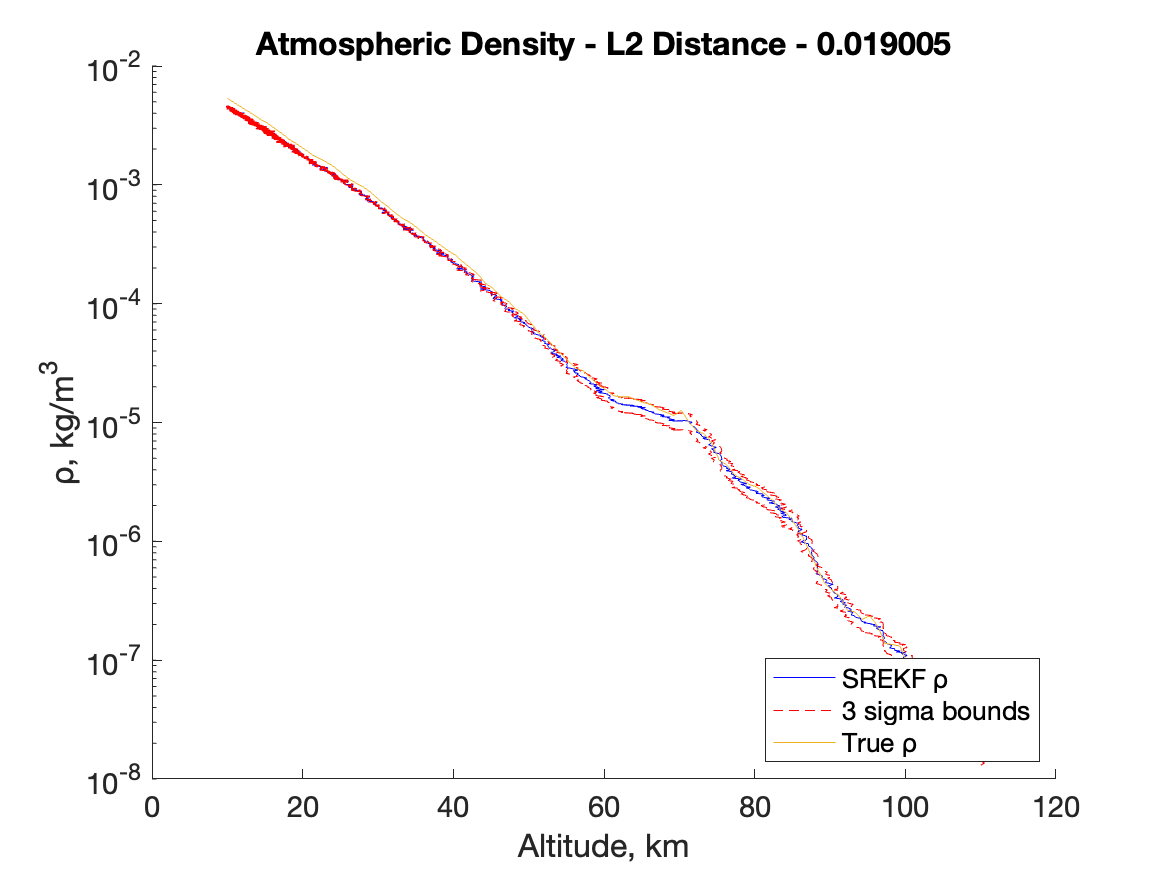 Atmospheric Density - L2 Distance - 0.019005
10⁻²
10⁻³
10⁻⁴
10⁻⁵
10⁻⁶
10⁻⁷
10⁻⁸
ρ, kg/m³
SREKF ρ
3 sigma bounds
True ρ
0 20 40 60 80 100 120
Altitude, km